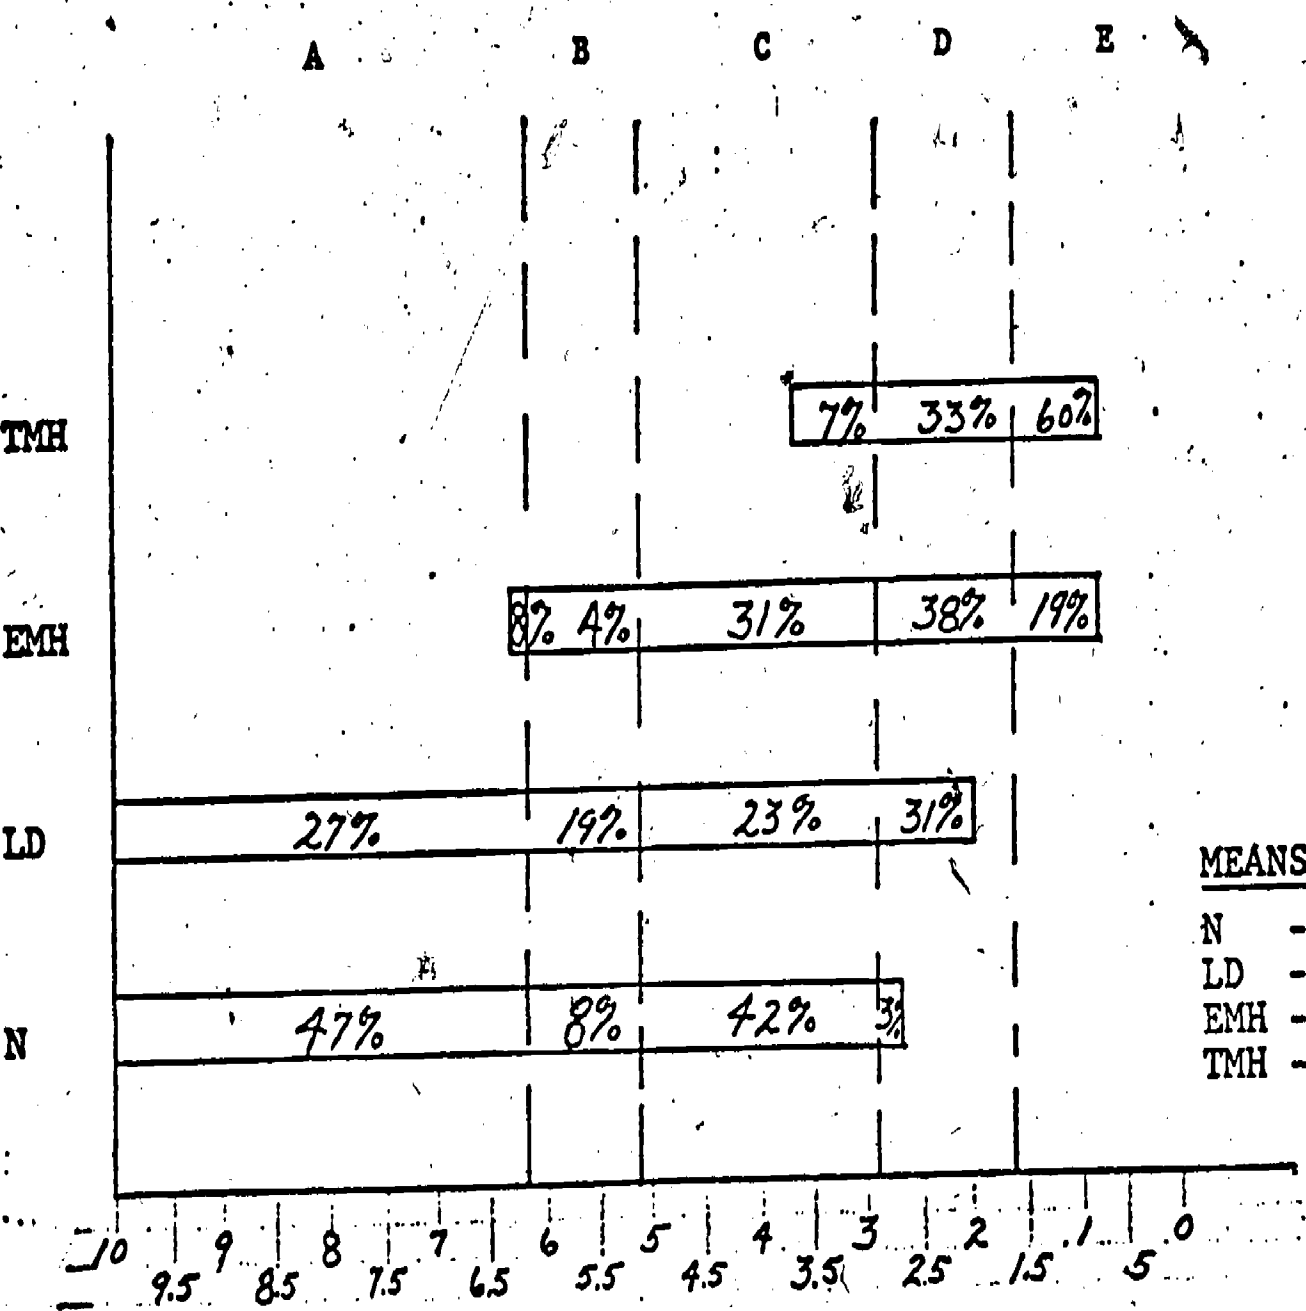 A B C D E
TMH 7% 33% 60%
EMH 8% 4% 31% 38% 19%
LD 27% 19% 23% 31%
MEANS
N 47% 8% 42% 3%
N -
LD -
EMH -
TMH -
10 9 8 7 6 5 4 3 2 1 0
9.5 8.5 7.5 6.5 5.5 4.5 3.5 2.5 1.5 .5